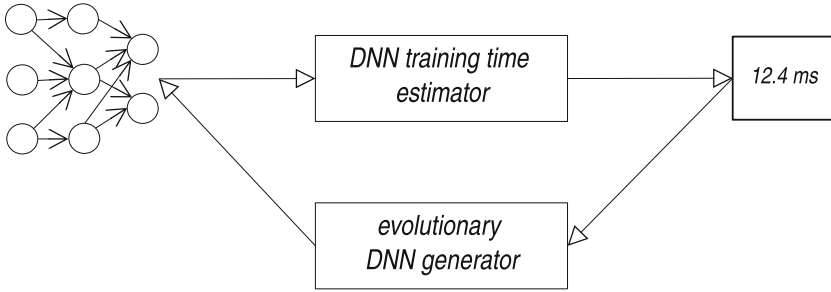 DNN training time
estimator
12.4 ms
evolutionary
DNN generator